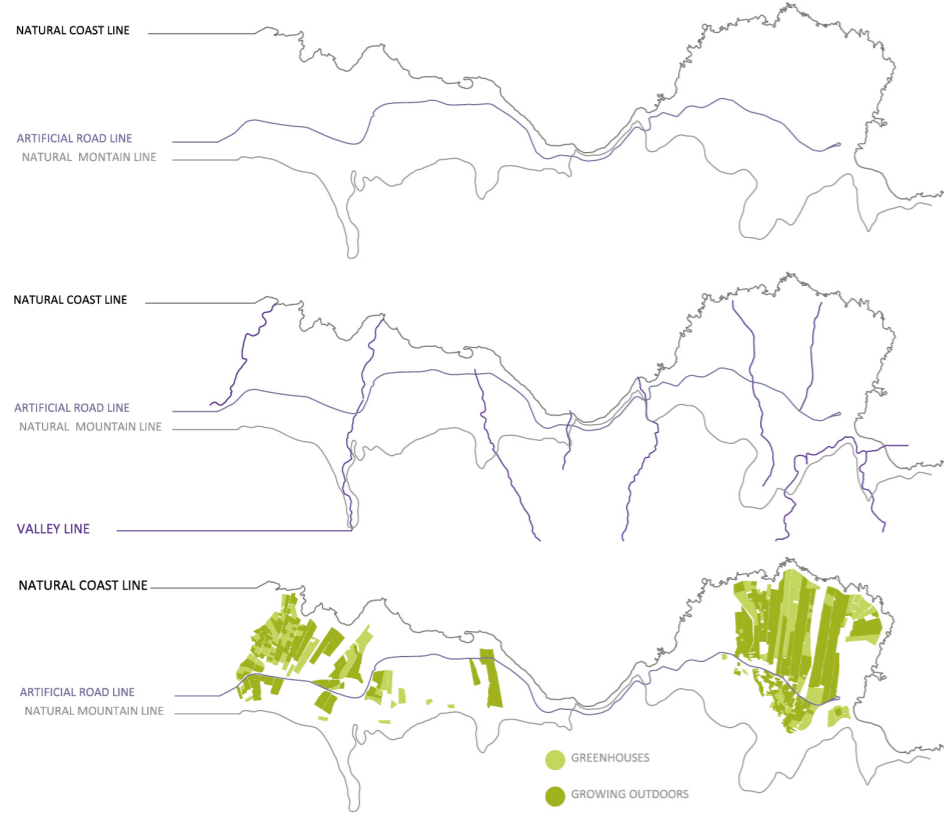 NATURAL COAST LINE
ARTIFICIAL ROAD LINE
NATURAL MONTAIN LINE
NATURAL COAST LINE
ARTIFICIAL ROAD LINE
NATURAL MOUNTAIN LINE
VALLEY LINE
NATURAL COAST LINE
ARTIFICIAL ROAD LINE
NATURAL MOUNTAIN LINE
GREENHOUSES
GROWING OUTDOORS